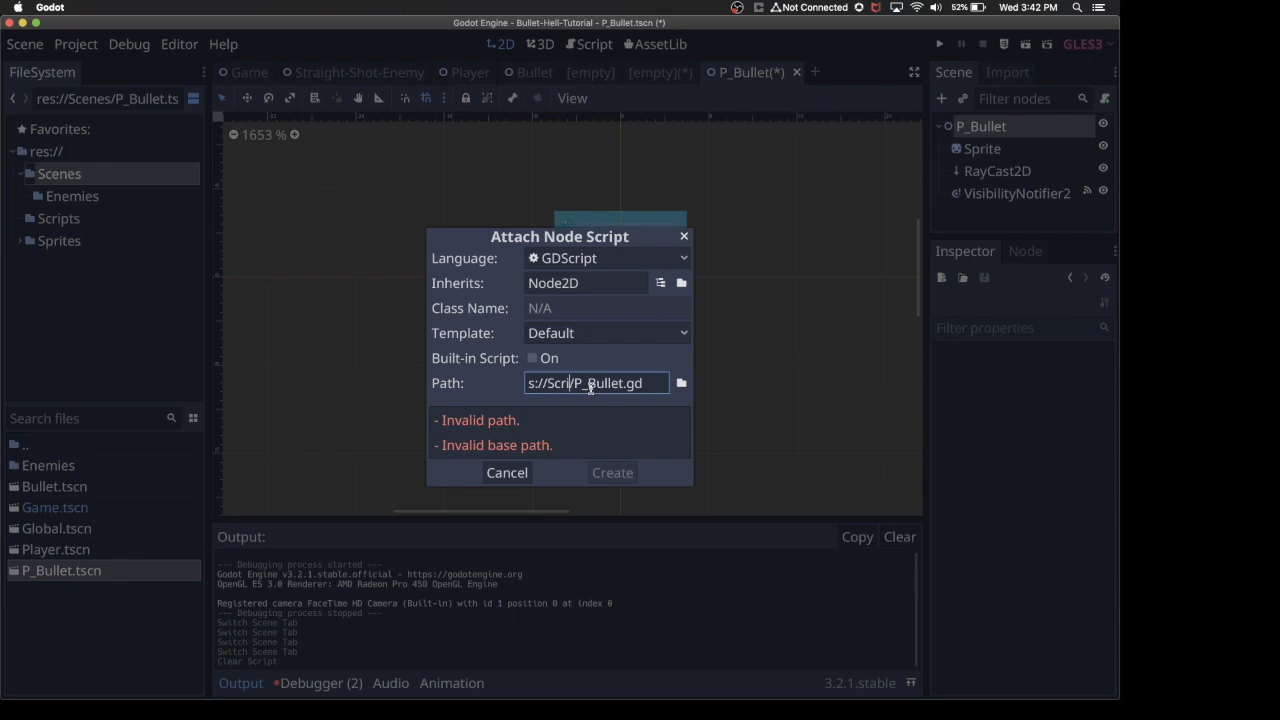 Godot
Not Connected
52%
Wed 3:42 PM
Godot Engine - Bullet-Hell-Tutorial - P_Bullet.tscn (*)
Scene Project Debug Editor Help
2D 3D Script AssetLib
GLES3
FileSystem
Game Straight-Shot-Enemy Player Bullet [empty] [empty](*) P_Bullet(*)
Scene Import
res://Scenes/P_Bullet.ts
View
Filter nodes
Favorites:
res://
Scenes
Enemies
Scripts
Sprites
1653 %
P_Bullet
Sprite
RayCast2D
VisibilityNotifier2
Attach Node Script
Language: GDScript
Inherits: Node2D
Class Name: N/A
Template: Default
Built-in Script: On
Path: s://Scri/P_Bullet.gd
- Invalid path.
- Invalid base path.
Cancel Create
Inspector Node
Filter properties
Search files
..
Enemies
Bullet.tscn
Game.tscn
Global.tscn
Player.tscn
P_Bullet.tscn
Output:
Copy Clear
--- Debugging process started ---
Godot Engine v3.2.1.stable.official - https://godotengine.org
OpenGL ES 3.0 Renderer: AMD Radeon Pro 450 OpenGL Engine
Registered camera FaceTime HD Camera (Built-in) with id 1 position 0 at index 0
--- Debugging process stopped ---
Switch Scene Tab
Switch Scene Tab
Switch Scene Tab
Switch Scene Tab
Clear Script
Output Debugger (2) Audio Animation
3.2.1.stable